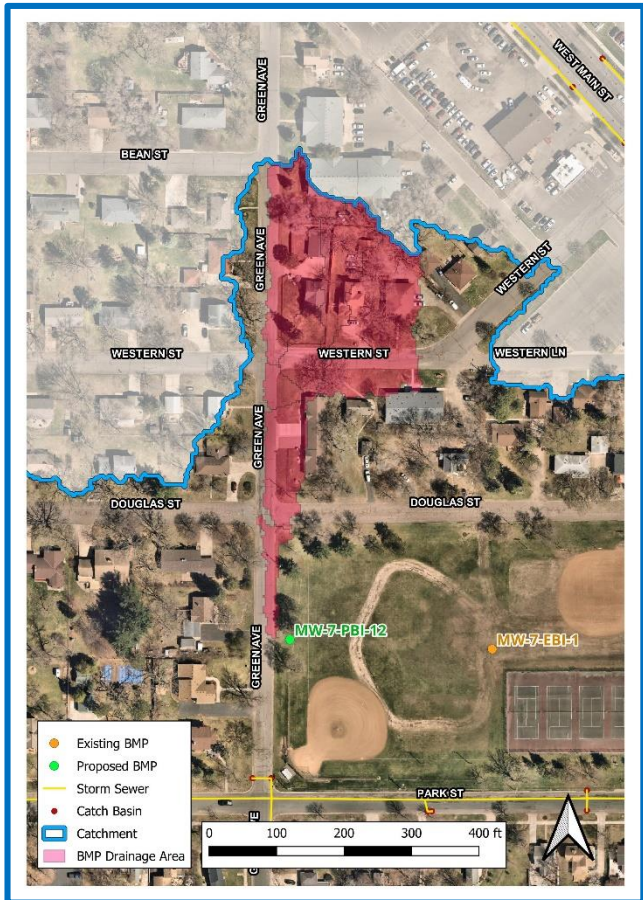 GREEN AVE
WEST MAIN ST
BEAN ST
GREEN AVE
WESTERN ST
WESTERN ST
WESTERN ST
WESTERN LN
GREEN AVE
DOUGLAS ST
DOUGLAS ST
MW-7-PBI-12
MW-7-EBI-1
GREEN AVE
Existing BMP
Proposed BMP
Storm Sewer
Catch Basin
Catchment
BMP Drainage Area
PARK ST
0 100 200 300 400 ft